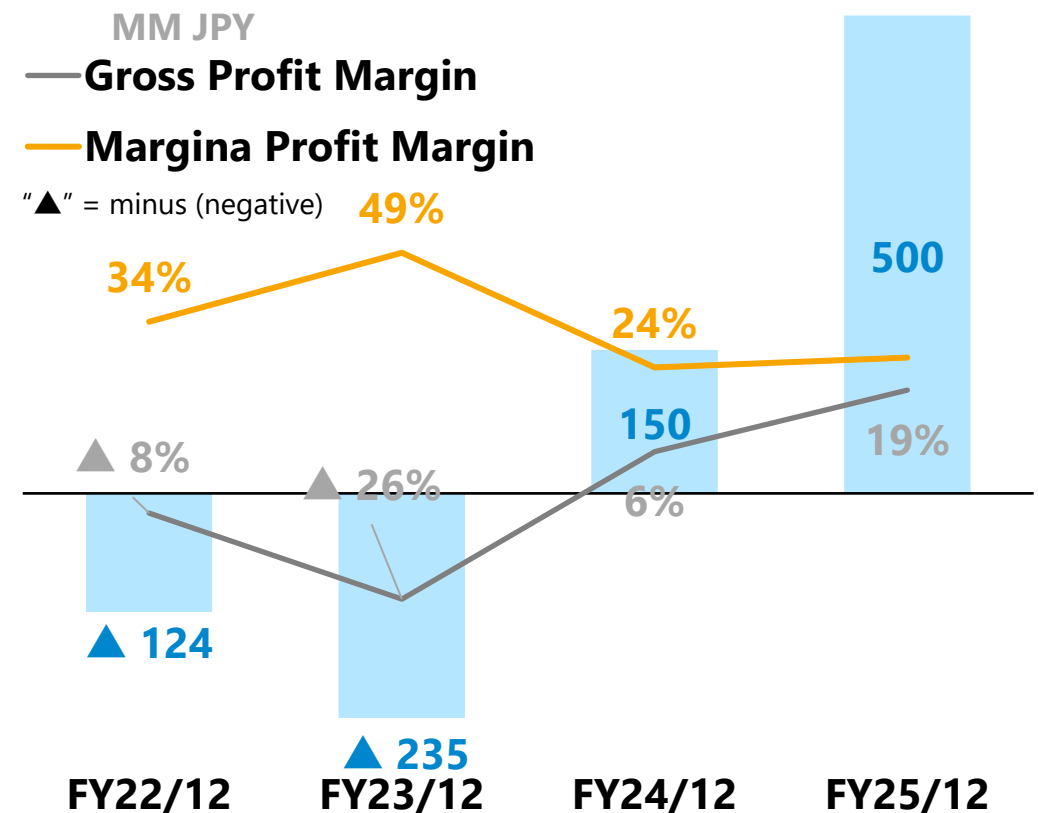 MM JPY
Gross Profit Margin
Margina Profit Margin
“▲” = minus (negative)
49%
34%
500
24%
150
19%
▲ 8%
▲ 26%
6%
▲ 124
▲ 235
FY22/12 FY23/12 FY24/12 FY25/12